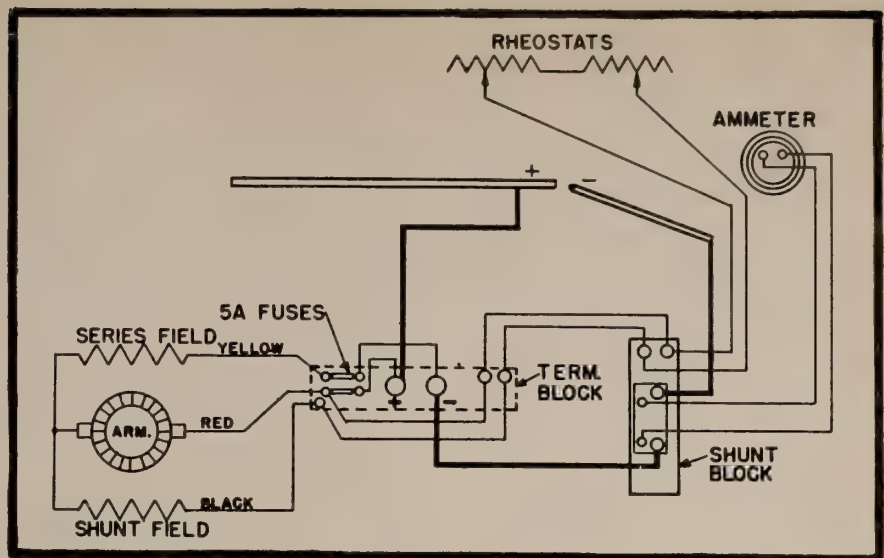 RHEOSTATS
AMMETER
+
-
5A FUSES
SERIES FIELD
YELLOW
TERM.
BLOCK
+
-
ARM.
RED
SHUNT
BLOCK
BLACK
SHUNT FIELD